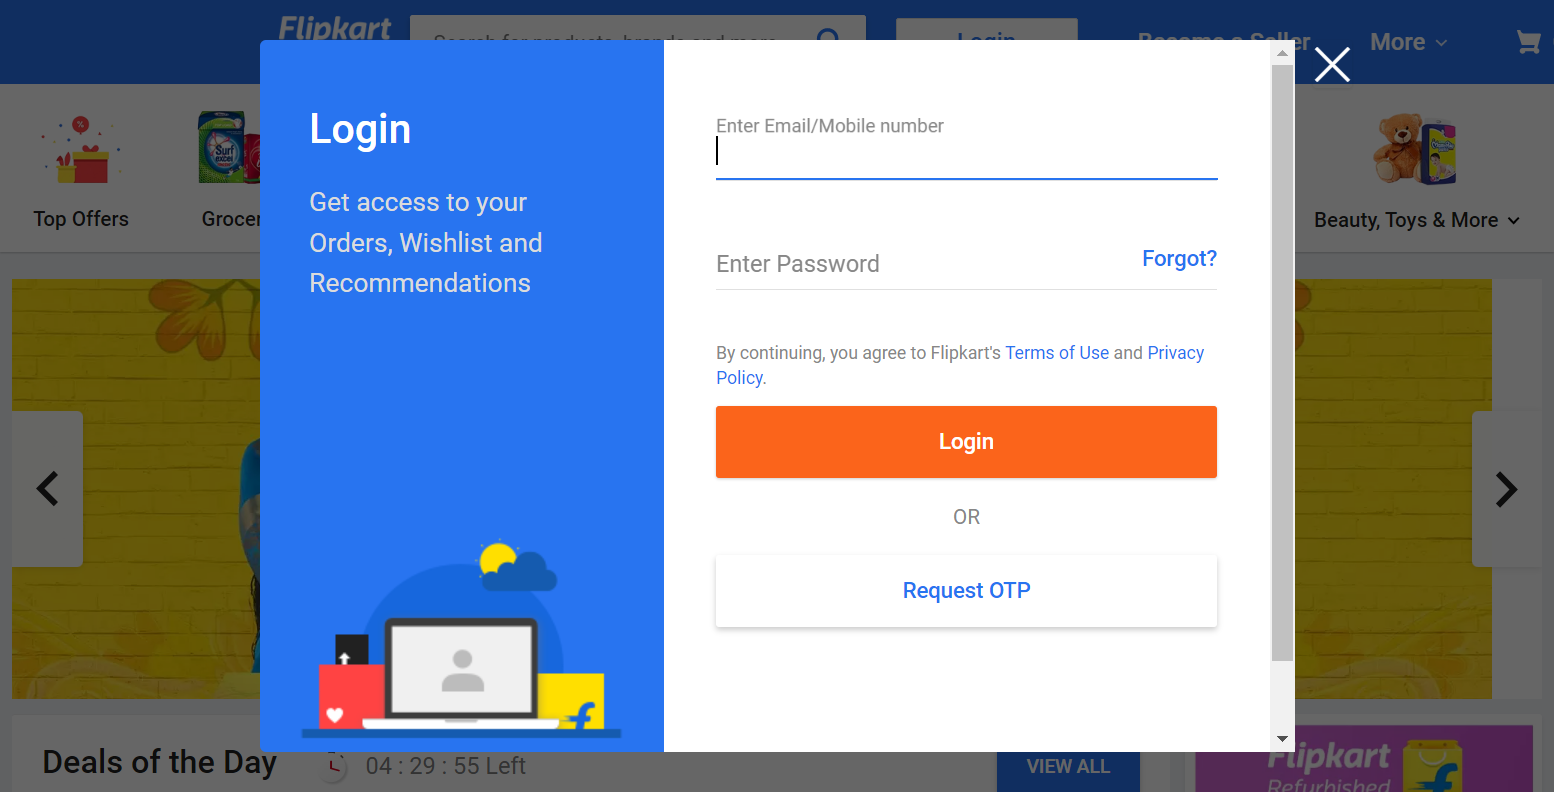 Flipkart
Search for products, brands and more
Login
Become a Seller
More
Surf
excel
Top Offers
Beauty, Toys & More
Login
Get access to your
Orders, Wishlist and
Recommendations
Enter Email/Mobile number
Enter Password
Forgot?
By continuing, you agree to Flipkart's Terms of Use and Privacy
Policy.
Login
OR
Request OTP
Deals of the Day
04 : 29 : 55 Left
VIEW ALL
Flipkart
Refurbished